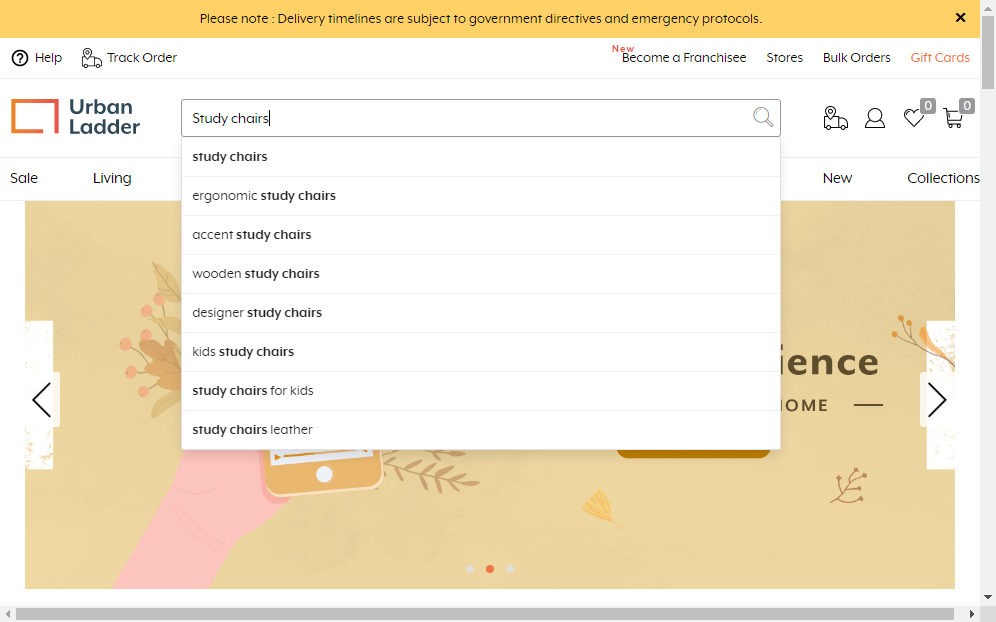 Please note : Delivery timelines are subject to government directives and emergency protocols.
Help
Track Order
New
Become a Franchisee
Stores
Bulk Orders
Gift Cards
Urban
Ladder
Study chairs
0
0
Sale
Living
New
Collections
study chairs
ergonomic study chairs
accent study chairs
wooden study chairs
designer study chairs
kids study chairs
study chairs for kids
study chairs leather
ience
HOME